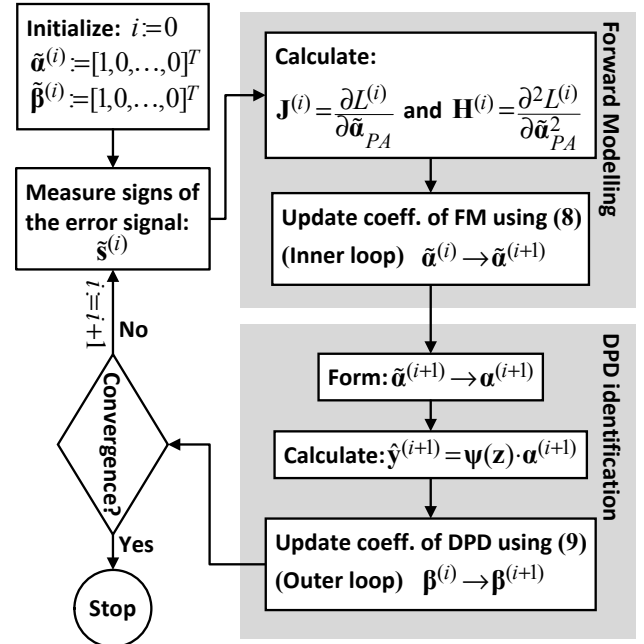 Initialize: i:=0
α̃⁽ⁱ⁾:=[1,0,…,0]ᵀ
β̃⁽ⁱ⁾:=[1,0,…,0]ᵀ
Measure signs of
the error signal:
s̃⁽ⁱ⁾
Forward Modelling
Calculate:
J⁽ⁱ⁾=∂L⁽ⁱ⁾/∂α̃_PA and H⁽ⁱ⁾=∂²L⁽ⁱ⁾/∂α̃²_PA
Update coeff. of FM using (8)
(Inner loop) α̃⁽ⁱ⁾→α̃⁽ⁱ⁺¹⁾
DPD identification
Form: α̃⁽ⁱ⁺¹⁾→α⁽ⁱ⁺¹⁾
Calculate: ŷ⁽ⁱ⁺¹⁾=ψ(z)·α⁽ⁱ⁺¹⁾
Update coeff. of DPD using (9)
(Outer loop) β⁽ⁱ⁾→β⁽ⁱ⁺¹⁾
Convergence?
No
i:=i+1
Yes
Stop